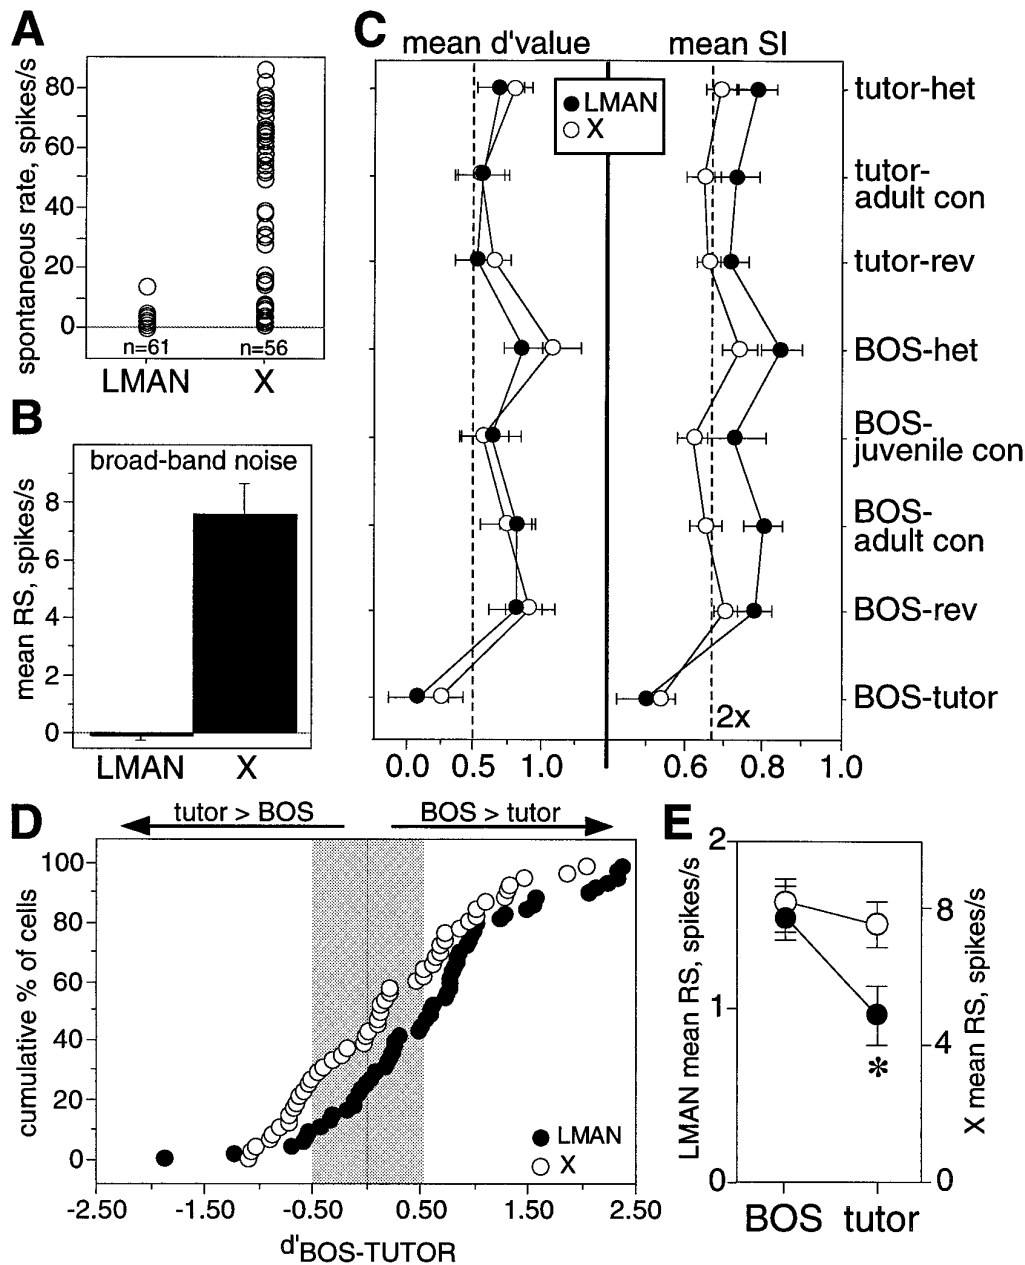 A
spontaneous rate, spikes/s
80
60
40
20
0
n=61
n=56
LMAN
X
B
broad-band noise
mean RS, spikes/s
8
6
4
2
0
LMAN
X
C
mean d'value
mean SI
LMAN
X
tutor-het
tutor-
adult con
tutor-rev
BOS-het
BOS-
juvenile con
BOS-
adult con
BOS-rev
BOS-tutor
2x
0.0
0.5
1.0
0.6
0.8
1.0
D
tutor > BOS
BOS > tutor
cumulative % of cells
100
80
60
40
20
0
LMAN
X
-2.50
-1.50
-0.50
0.50
1.50
2.50
d'BOS-TUTOR
E
LMAN mean RS, spikes/s
2
1
0
8
4
0
X mean RS, spikes/s
*
BOS
tutor